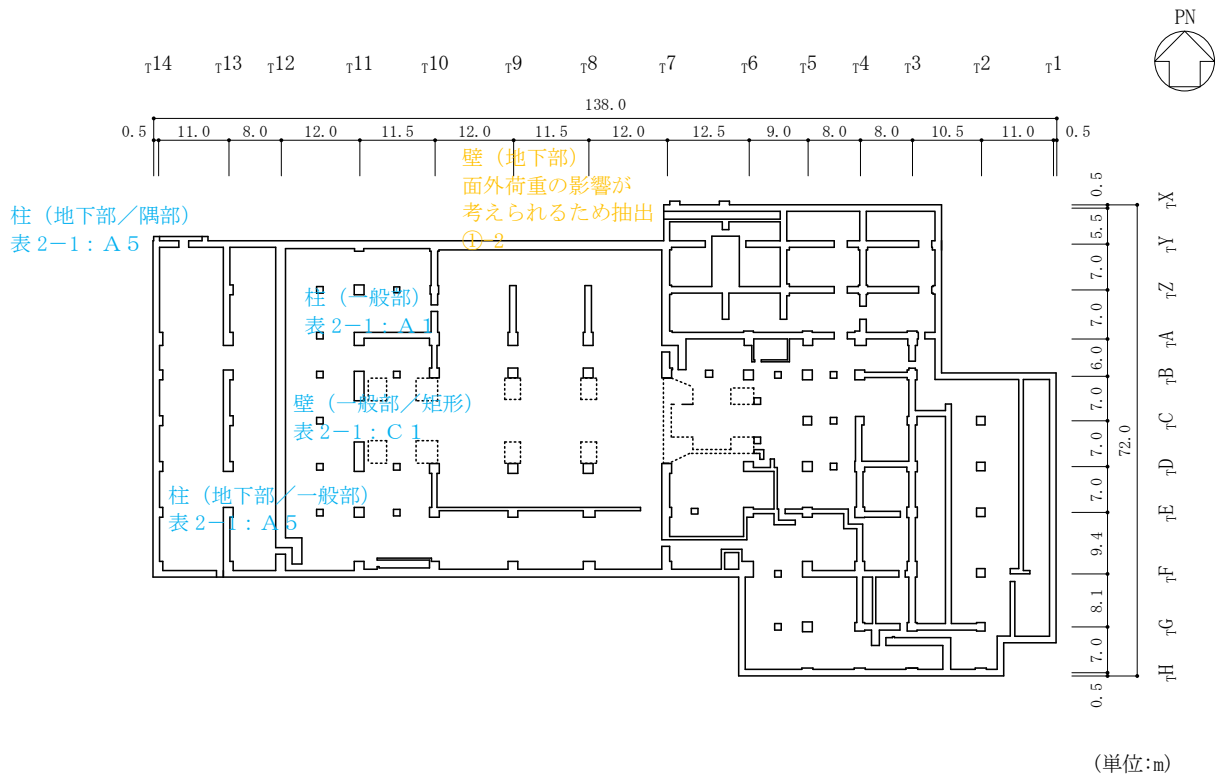 PN
T14 T13 T12 T11 T10 T9 T8 T7 T6 T5 T4 T3 T2 T1
138.0
0.5 11.0 8.0 12.0 11.5 12.0 11.5 12.0 12.5 9.0 8.0 8.0 10.5 11.0 0.5
壁（地下部）
面外荷重の影響が
考えられるため抽出
①-2
柱（地下部／隅部）
表 2－1：A 5
柱（一般部）
表 2－1：A 1
壁（一般部／矩形）
表 2－1：C 1
柱（地下部／一般部）
表 2－1：A 5
0.5
5.5
7.0
7.0
6.0
7.0
7.0
7.0
9.4
8.1
7.0
0.5
72.0
TX
TY
TZ
TA
TB
TC
TD
TE
TF
TG
TH
(単位:m)